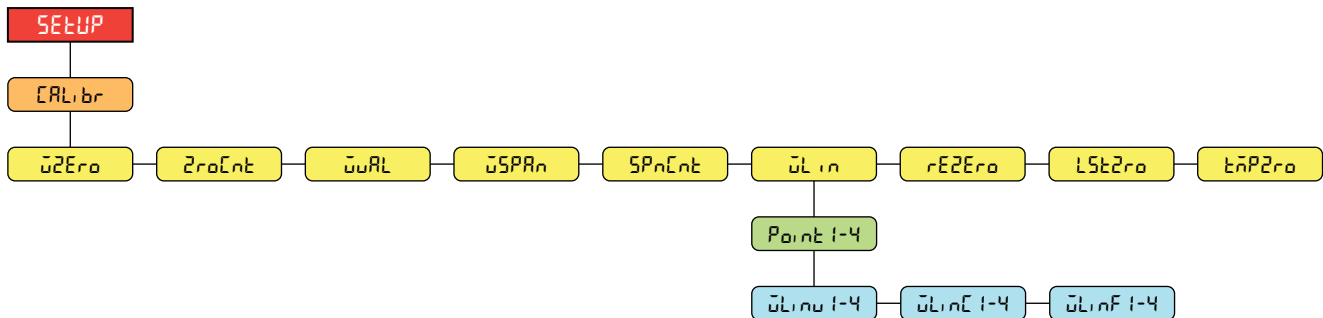 SEtUP
CALibr
wZEro ZroCnt wvAL wSPAn SPnCnt wLin rEZEro LStZro tmPZro
Point 1-4
wLinv 1-4 wLinC 1-4 wLinF 1-4